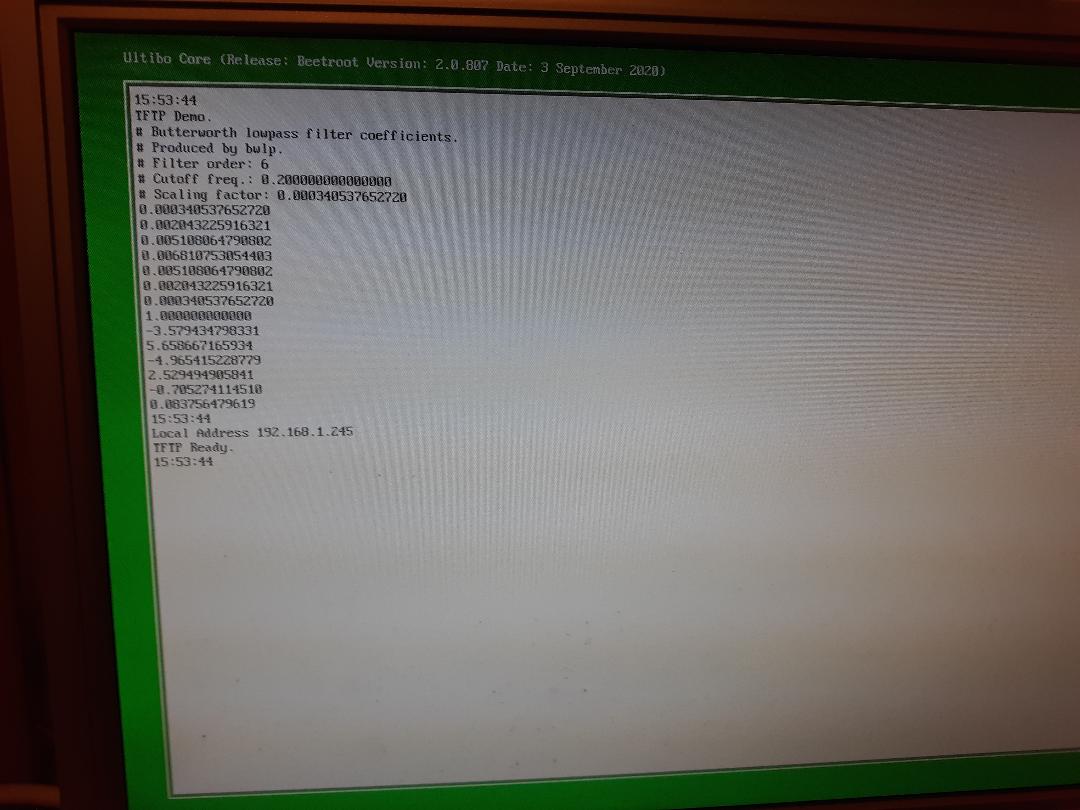 Ultibo Core (Release: Beetroot Version: 2.0.807 Date: 3 September 2020)
15:53:44
TFTP Demo.
# Butterworth lowpass filter coefficients.
# Produced by bwlp.
# Filter order: 6
# Cutoff freq.: 0.200000000000000
# Scaling factor: 0.000340537652720
0.000340537652720
0.002043225916321
0.005108064790802
0.006810753054403
0.005108064790802
0.002043225916321
0.000340537652720
1.000000000000
-3.579434798331
5.658667165934
-4.965415228779
2.529494905841
-0.705274114510
0.083756479619
15:53:44
Local Address 192.168.1.245
TFTP Ready.
15:53:44